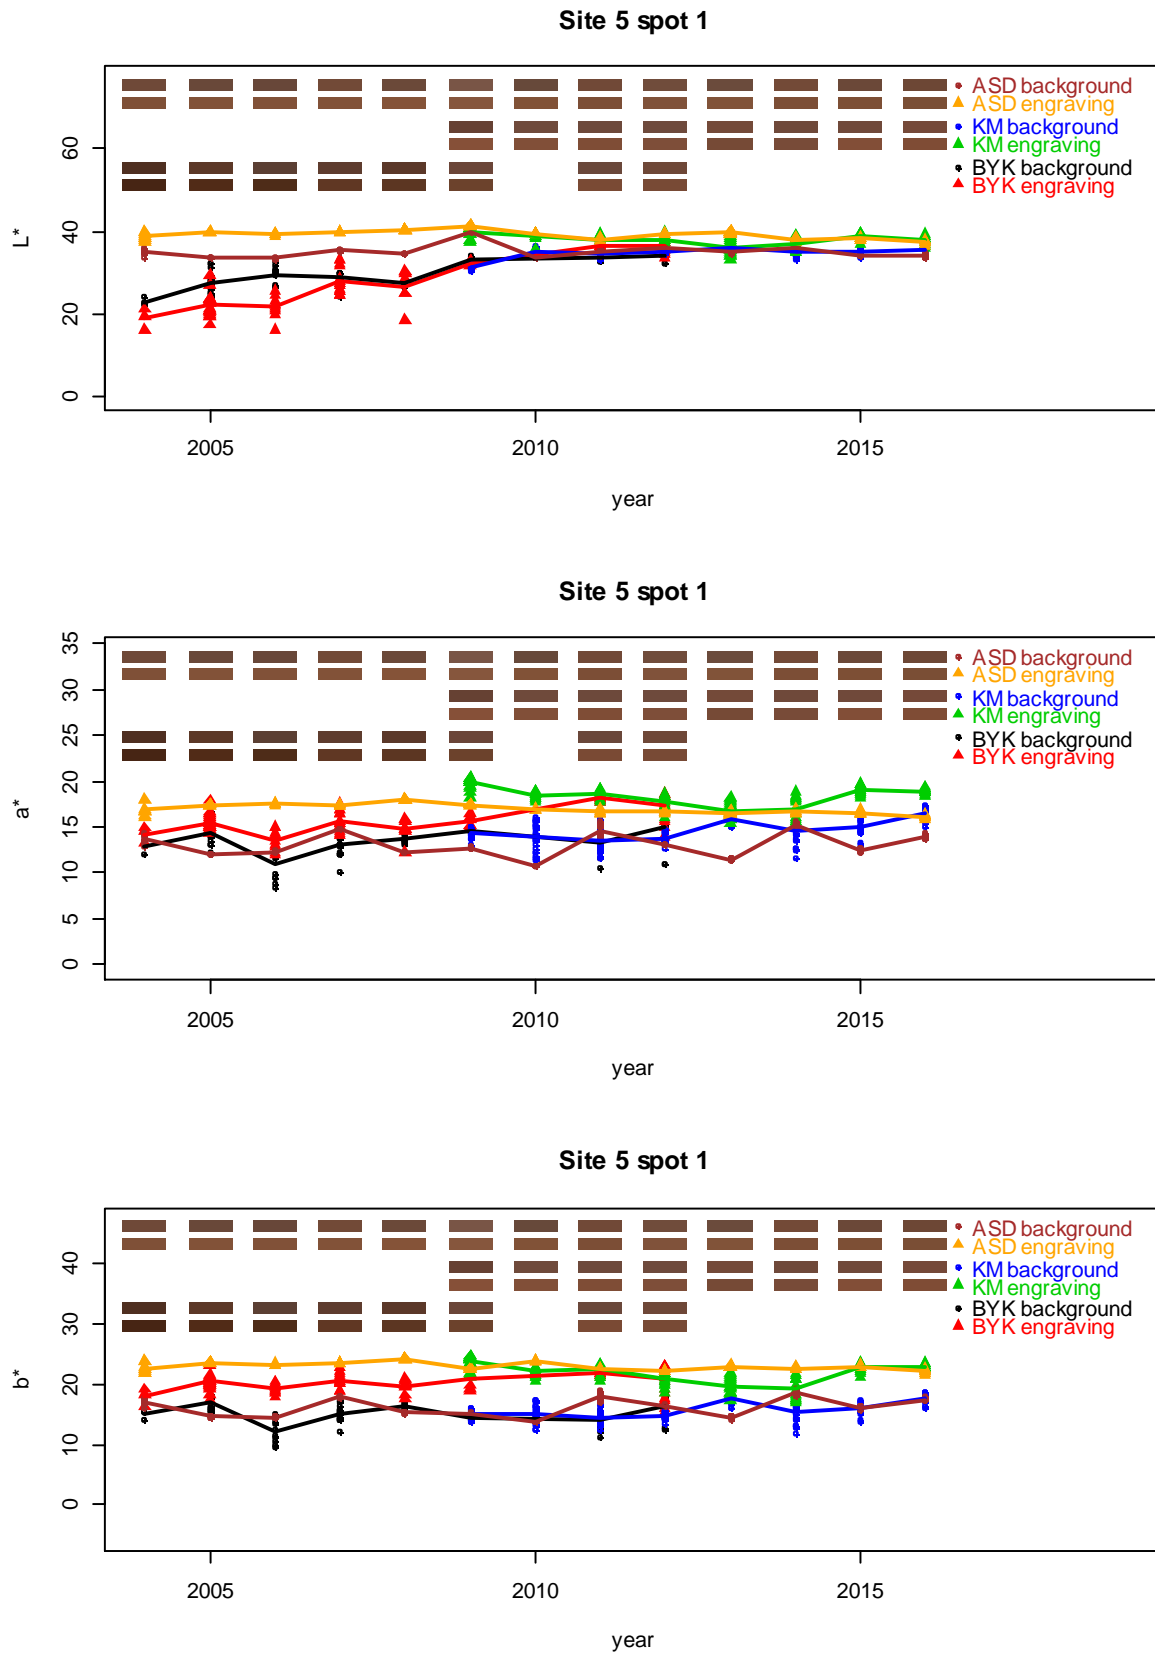 Site 5 spot 1
ASD background
ASD engraving
KM background
KM engraving
BYK background
BYK engraving
60
40
20
0
L*
2005 2010 2015
year
Site 5 spot 1
ASD background
ASD engraving
KM background
KM engraving
BYK background
BYK engraving
35
30
25
20
15
10
5
0
a*
2005 2010 2015
year
Site 5 spot 1
ASD background
ASD engraving
KM background
KM engraving
BYK background
BYK engraving
40
30
20
10
0
b*
2005 2010 2015
year